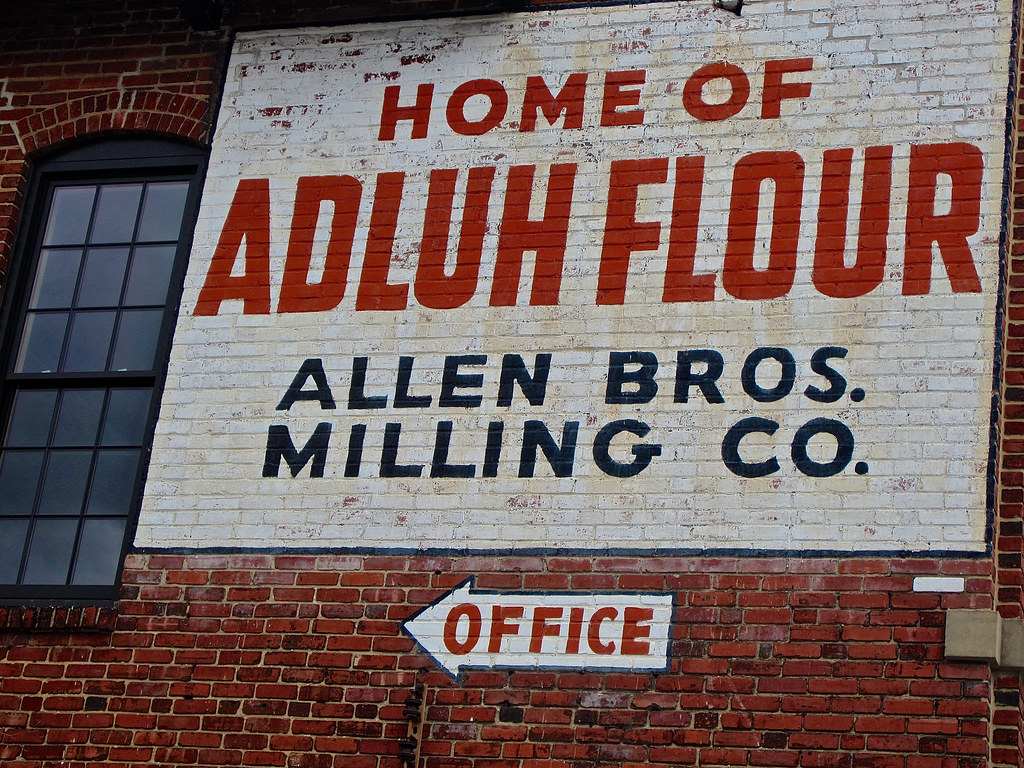 HOME OF
ADLUH FLOUR
ALLEN BROS.
MILLING CO.
OFFICE